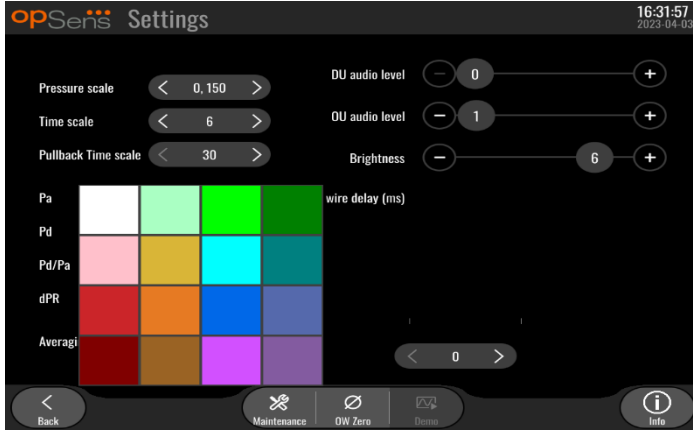 opSens Settings
16:31:57
2023-04-03
Pressure scale < 0,150 >
DU audio level − 0 +
Time scale < 6 >
OU audio level − 1 +
Pullback Time scale < 30 >
Brightness − 6 +
Pa
wire delay (ms)
Pd
Pd/Pa
dPR
Averagi
< 0 >
Back
Maintenance
OW Zero
Demo
Info